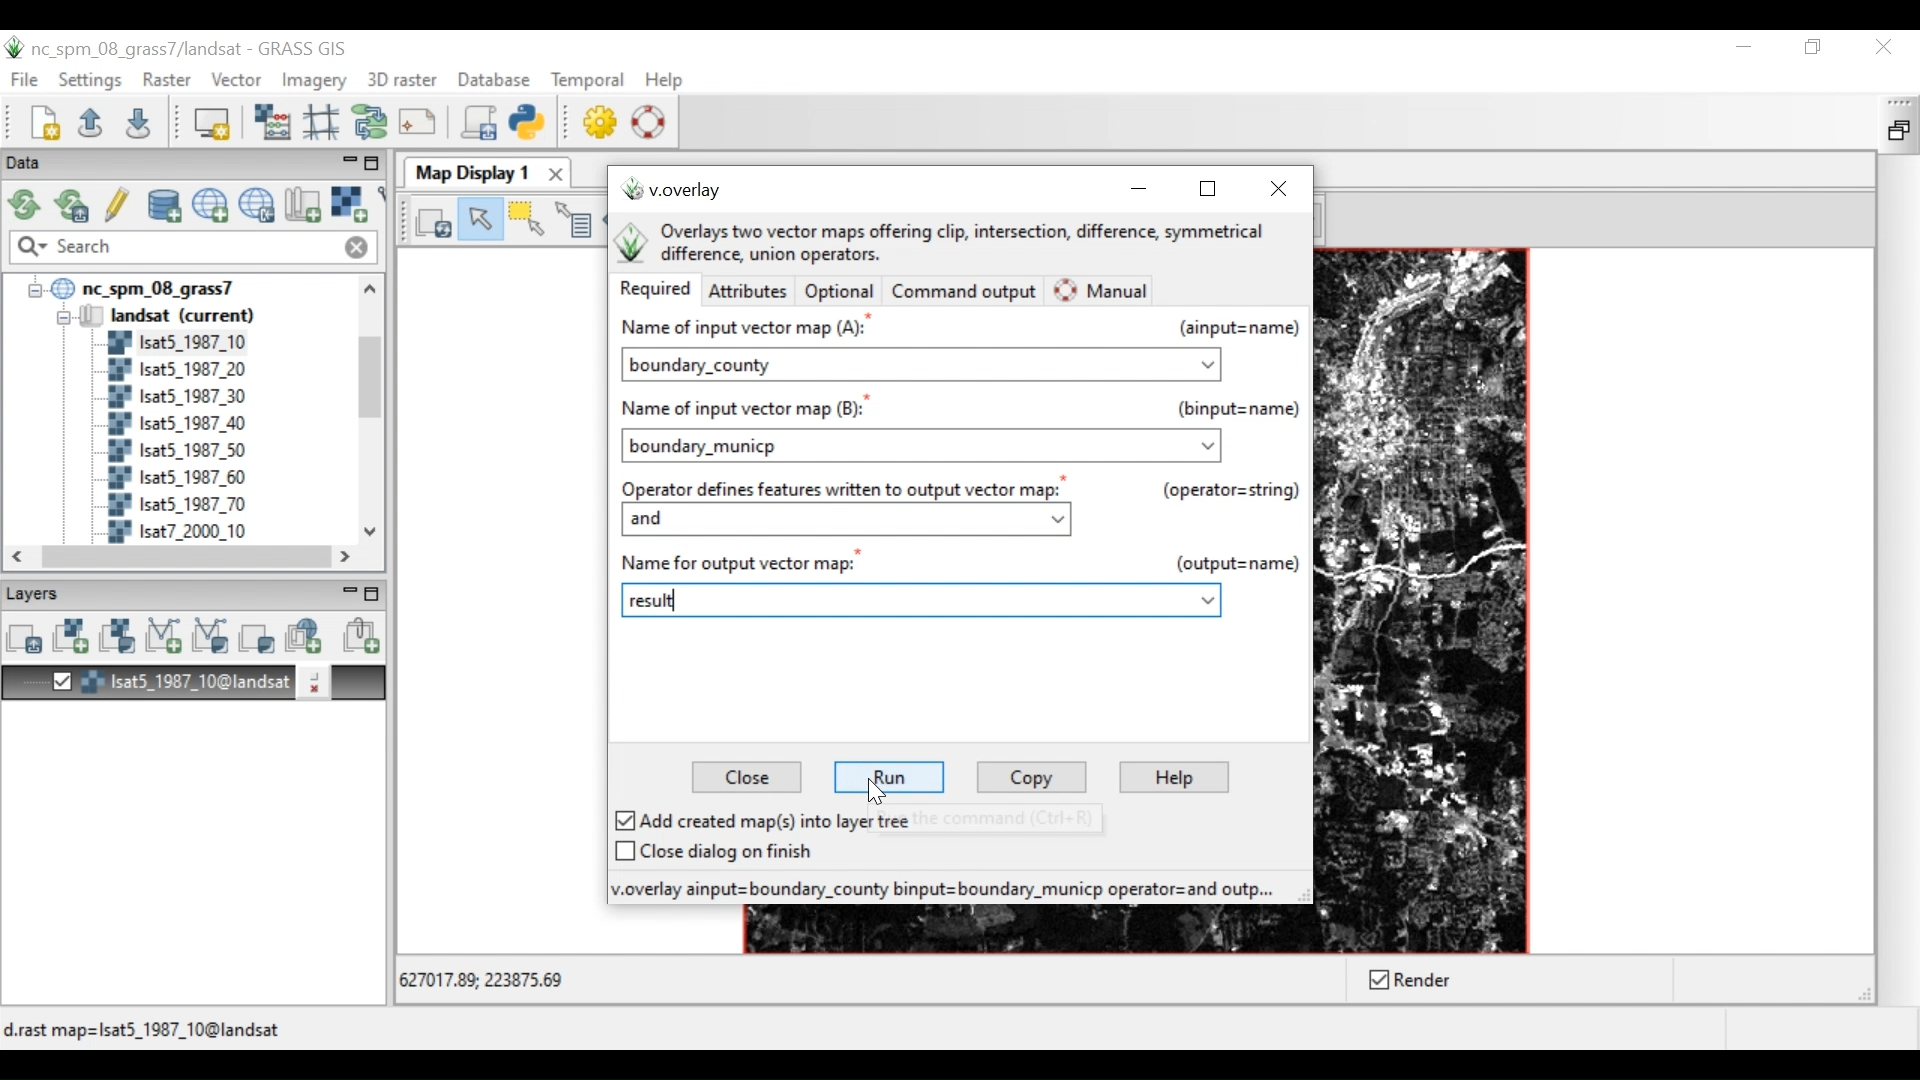 nc_spm_08_grass7/landsat - GRASS GIS
File Settings Raster Vector Imagery 3D raster Database Temporal Help
Data
Search
nc_spm_08_grass7
landsat (current)
lsat5_1987_10
lsat5_1987_20
lsat5_1987_30
lsat5_1987_40
lsat5_1987_50
lsat5_1987_60
lsat5_1987_70
lsat7_2000_10
Layers
lsat5_1987_10@landsat
Map Display 1
v.overlay
Overlays two vector maps offering clip, intersection, difference, symmetrical
difference, union operators.
Required Attributes Optional Command output Manual
Name of input vector map (A):* (ainput=name)
boundary_county
Name of input vector map (B):* (binput=name)
boundary_municp
Operator defines features written to output vector map:* (operator=string)
and
Name for output vector map:* (output=name)
result
Close Run Copy Help
Add created map(s) into layer tree
the command (Ctrl+R)
Close dialog on finish
v.overlay ainput=boundary_county binput=boundary_municp operator=and outp...
627017.89; 223875.69
Render
d.rast map=lsat5_1987_10@landsat